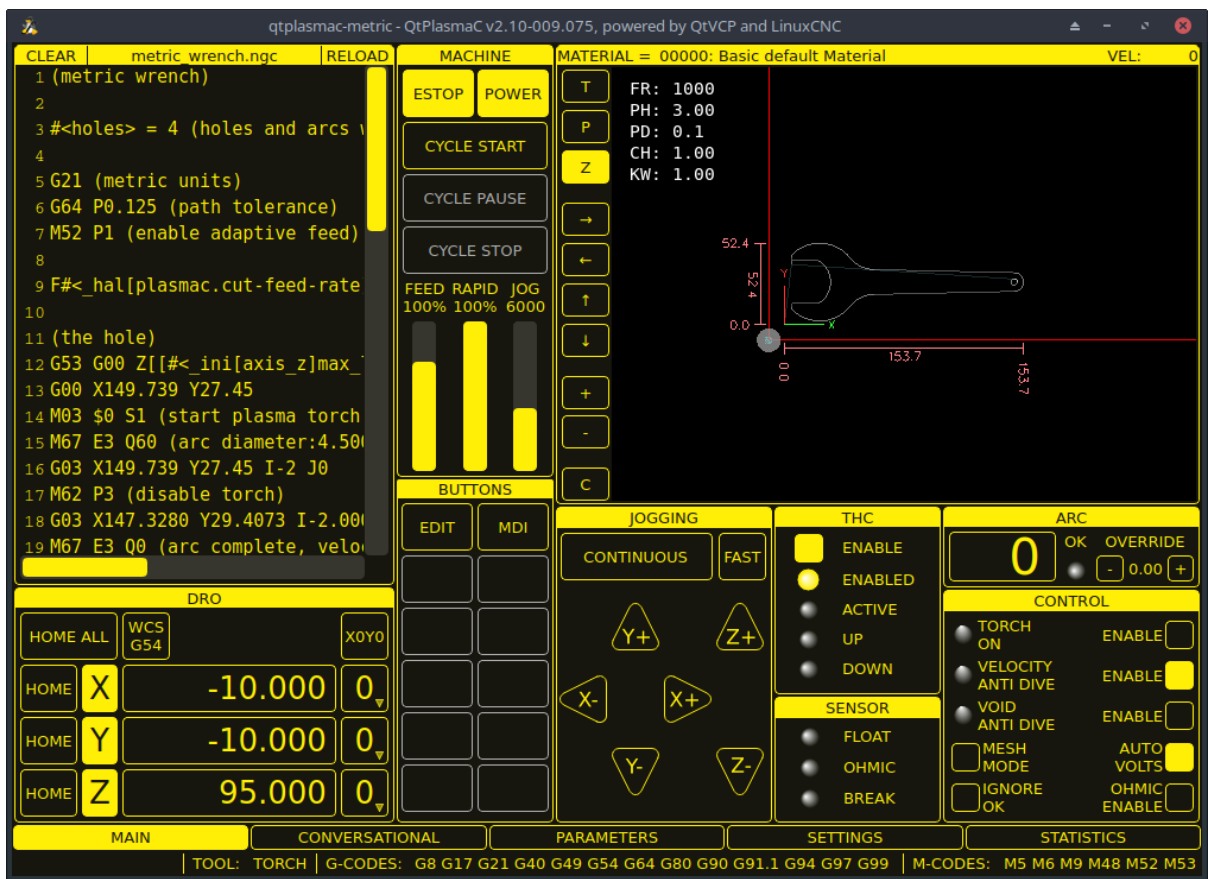 qtplasmac-metric - QtPlasmaC v2.10-009.075, powered by QtVCP and LinuxCNC
CLEAR metric_wrench.ngc RELOAD
1 (metric wrench)
2
3 #<holes> = 4 (holes and arcs
4
5 G21 (metric units)
6 G64 P0.125 (path tolerance)
7 M52 P1 (enable adaptive feed)
8
9 F#<_hal[plasmac.cut-feed-rate
10
11 (the hole)
12 G53 G00 Z[[#<_ini[axis_z]max_
13 G00 X149.739 Y27.45
14 M03 $0 S1 (start plasma torch
15 M67 E3 Q60 (arc diameter:4.500
16 G03 X149.739 Y27.45 I-2 J0
17 M62 P3 (disable torch)
18 G03 X147.3280 Y29.4073 I-2.000
19 M67 E3 Q0 (arc complete, velo
MACHINE
ESTOP POWER
CYCLE START
CYCLE PAUSE
CYCLE STOP
FEED RAPID JOG
100% 100% 6000
MATERIAL = 00000: Basic default Material VEL: 0
T
P
Z
→
←
↑
↓
+
-
C
FR: 1000
PH: 3.00
PD: 0.1
CH: 1.00
KW: 1.00
52.4
52.4
0.0
Y
X
153.7
0.0
153.7
BUTTONS
EDIT MDI
DRO
HOME ALL WCS G54 X0Y0
HOME X -10.000 0
HOME Y -10.000 0
HOME Z 95.000 0
JOGGING
CONTINUOUS FAST
Y+ Z+
X- X+
Y- Z-
THC
ENABLE
ENABLED
ACTIVE
UP
DOWN
SENSOR
FLOAT
OHMIC
BREAK
ARC
0 OK OVERRIDE
- 0.00 +
CONTROL
TORCH ON ENABLE
VELOCITY ANTI DIVE ENABLE
VOID ANTI DIVE ENABLE
MESH MODE AUTO VOLTS
IGNORE OK OHMIC ENABLE
MAIN CONVERSATIONAL PARAMETERS SETTINGS STATISTICS
TOOL: TORCH G-CODES: G8 G17 G21 G40 G49 G54 G64 G80 G90 G91.1 G94 G97 G99 M-CODES: M5 M6 M9 M48 M52 M53